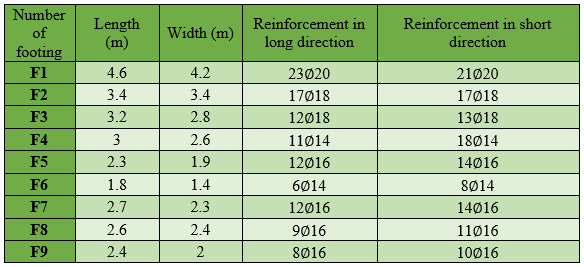 Number of footing	Length (m)	Width (m)	Reinforcement in long direction	Reinforcement in short direction
F1	4.6	4.2	23Ø20	21Ø20
F2	3.4	3.4	17Ø18	17Ø18
F3	3.2	2.8	12Ø18	13Ø18
F4	3	2.6	11Ø14	18Ø14
F5	2.3	1.9	12Ø16	14Ø16
F6	1.8	1.4	6Ø14	8Ø14
F7	2.7	2.3	12Ø16	14Ø16
F8	2.6	2.4	9Ø16	11Ø16
F9	2.4	2	8Ø16	10Ø16